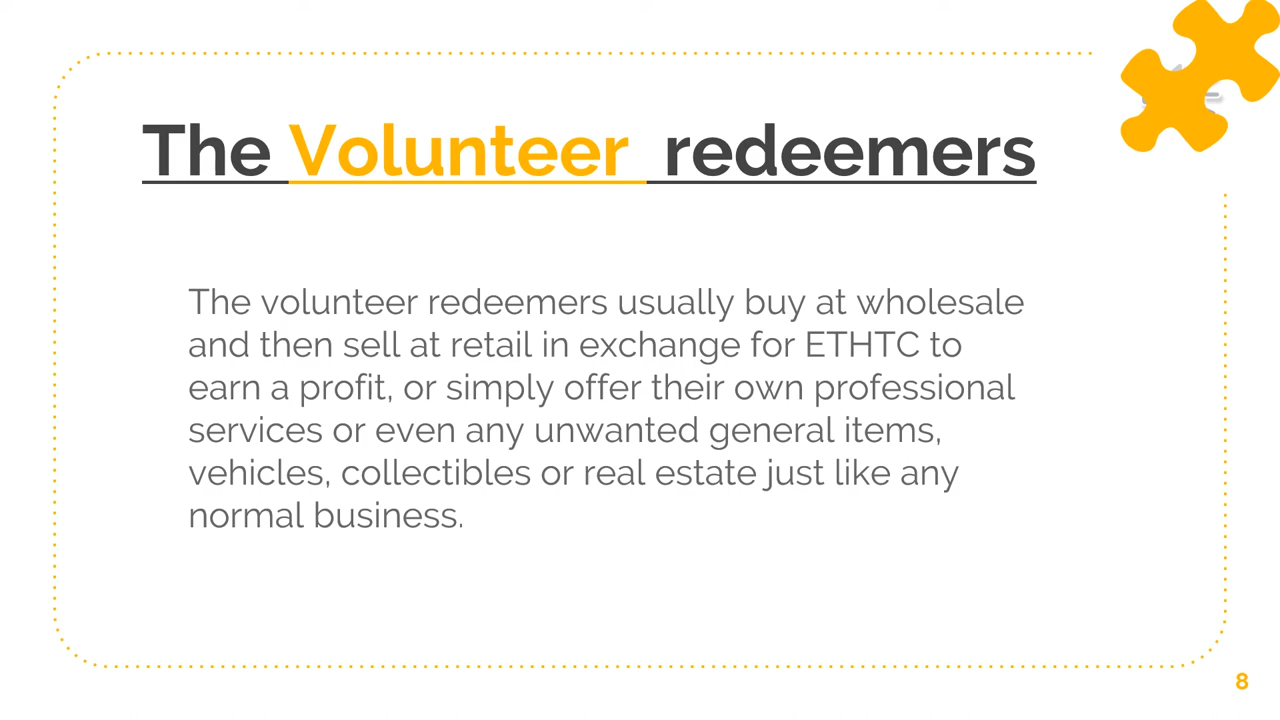 The Volunteer redeemers
The volunteer redeemers usually buy at wholesale
and then sell at retail in exchange for ETHTC to
earn a profit, or simply offer their own professional
services or even any unwanted general items,
vehicles, collectibles or real estate just like any
normal business.
8